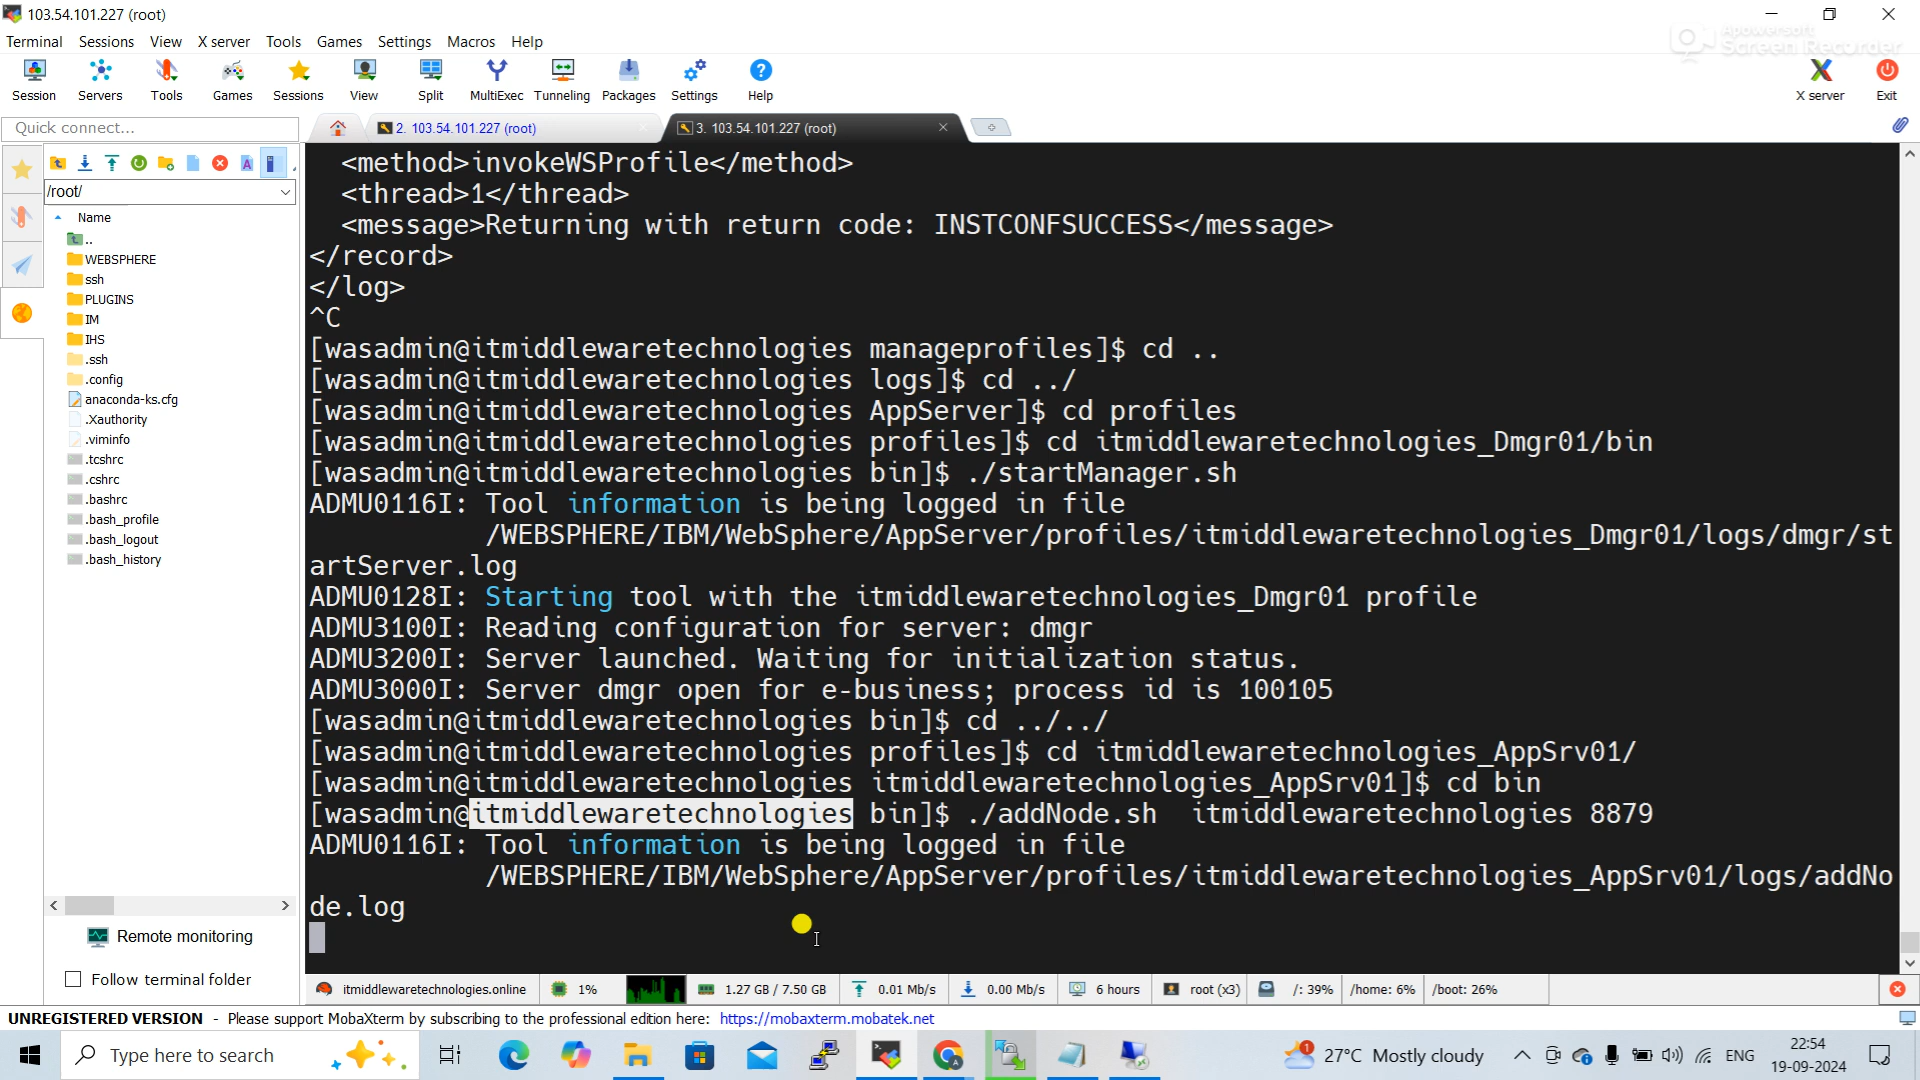 103.54.101.227 (root)
Apowersoft
Screen Recorder
Terminal Sessions View X server Tools Games Settings Macros Help
Session Servers Tools Games Sessions View Split MultiExec Tunneling Packages Settings Help X server Exit
Quick connect...
2. 103.54.101.227 (root)
3. 103.54.101.227 (root)
/root/
Name
..
WEBSPHERE
ssh
PLUGINS
IM
IHS
.ssh
.config
anaconda-ks.cfg
.Xauthority
.viminfo
.tcshrc
.cshrc
.bashrc
.bash_profile
.bash_logout
.bash_history
Remote monitoring
Follow terminal folder
<method>invokeWSProfile</method>
<thread>1</thread>
<message>Returning with return code: INSTCONFSUCCESS</message>
</record>
</log>
^C
[wasadmin@itmiddlewaretechnologies manageprofiles]$ cd ..
[wasadmin@itmiddlewaretechnologies logs]$ cd ../
[wasadmin@itmiddlewaretechnologies AppServer]$ cd profiles
[wasadmin@itmiddlewaretechnologies profiles]$ cd itmiddlewaretechnologies_Dmgr01/bin
[wasadmin@itmiddlewaretechnologies bin]$ ./startManager.sh
ADMU0116I: Tool information is being logged in file
/WEBSPHERE/IBM/WebSphere/AppServer/profiles/itmiddlewaretechnologies_Dmgr01/logs/dmgr/st
artServer.log
ADMU0128I: Starting tool with the itmiddlewaretechnologies_Dmgr01 profile
ADMU3100I: Reading configuration for server: dmgr
ADMU3200I: Server launched. Waiting for initialization status.
ADMU3000I: Server dmgr open for e-business; process id is 100105
[wasadmin@itmiddlewaretechnologies bin]$ cd ../../
[wasadmin@itmiddlewaretechnologies profiles]$ cd itmiddlewaretechnologies_AppSrv01/
[wasadmin@itmiddlewaretechnologies itmiddlewaretechnologies_AppSrv01]$ cd bin
[wasadmin@itmiddlewaretechnologies bin]$ ./addNode.sh  itmiddlewaretechnologies 8879
ADMU0116I: Tool information is being logged in file
/WEBSPHERE/IBM/WebSphere/AppServer/profiles/itmiddlewaretechnologies_AppSrv01/logs/addNo
de.log
itmiddlewaretechnologies.online 1% 1.27 GB / 7.50 GB 0.01 Mb/s 0.00 Mb/s 6 hours root (x3) /: 39% /home: 6% /boot: 26%
UNREGISTERED VERSION - Please support MobaXterm by subscribing to the professional edition here: https://mobaxterm.mobatek.net
Type here to search
1
27°C Mostly cloudy
ENG
22:54
19-09-2024